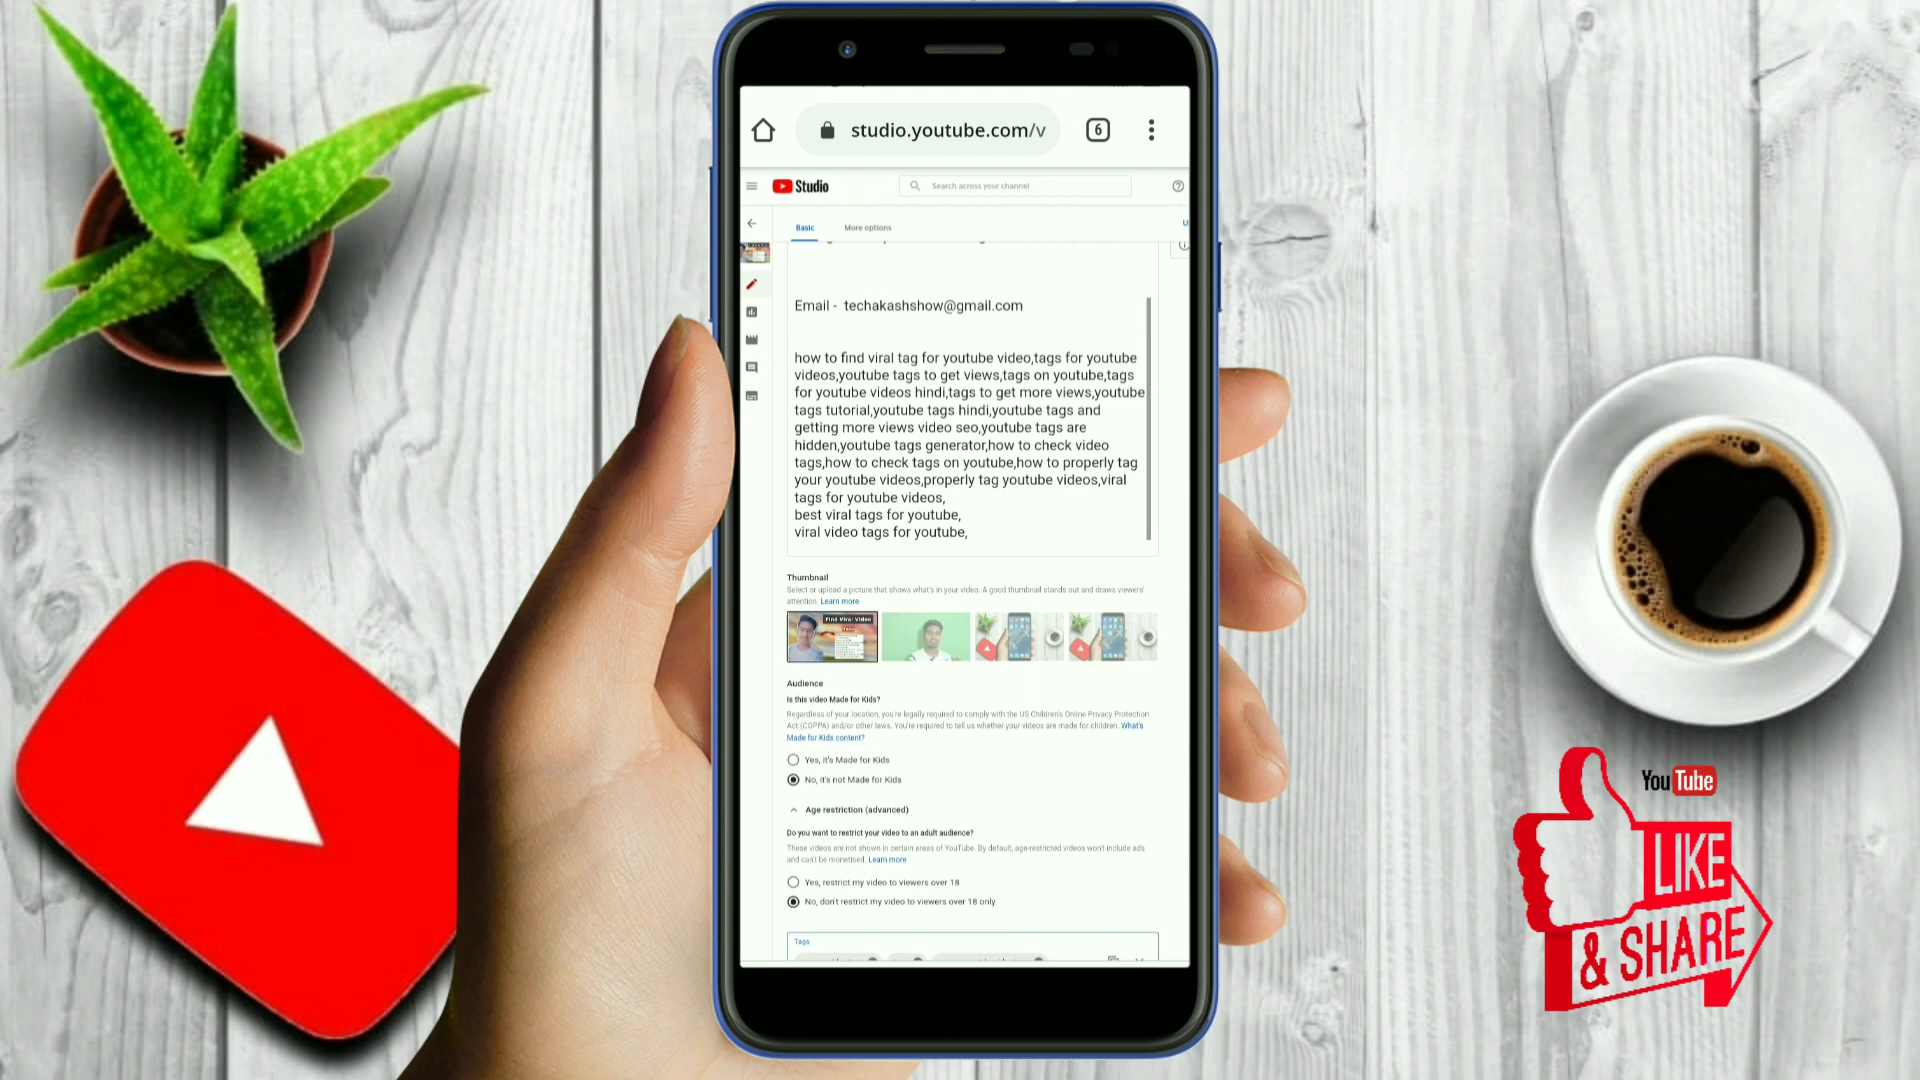 studio.youtube.com/v
6
Studio
Search across your channel
Basic
More options
Email - techakashshow@gmail.com
how to find viral tag for youtube video,tags for youtube
videos,youtube tags to get views,tags on youtube,tags
for youtube videos hindi,tags to get more views,youtube
tags tutorial,youtube tags hindi,youtube tags and
getting more views video seo,youtube tags are
hidden,youtube tags generator,how to check video
tags,how to check tags on youtube,how to properly tag
your youtube videos,properly tag youtube videos,viral
tags for youtube videos,
best viral tags for youtube,
viral video tags for youtube,
Thumbnail
Select or upload a picture that shows what's in your video. A good thumbnail stands out and draws viewers'
attention. Learn more
Find Viral Video
Audience
Is this video Made for Kids?
Regardless of your location, you're legally required to comply with the US Children's Online Privacy Protection
Act (COPPA) and/or other laws. You're required to tell us whether your videos are made for children. What's
Made for Kids content?
Yes, it's Made for Kids
No, it's not Made for Kids
Age restriction (advanced)
Do you want to restrict your video to an adult audience?
These videos are not shown in certain areas of YouTube. By default, age-restricted videos won't include ads
and can't be monetised. Learn more
Yes, restrict my video to viewers over 18
No, don't restrict my video to viewers over 18 only
Tags
YouTube
LIKE
& SHARE